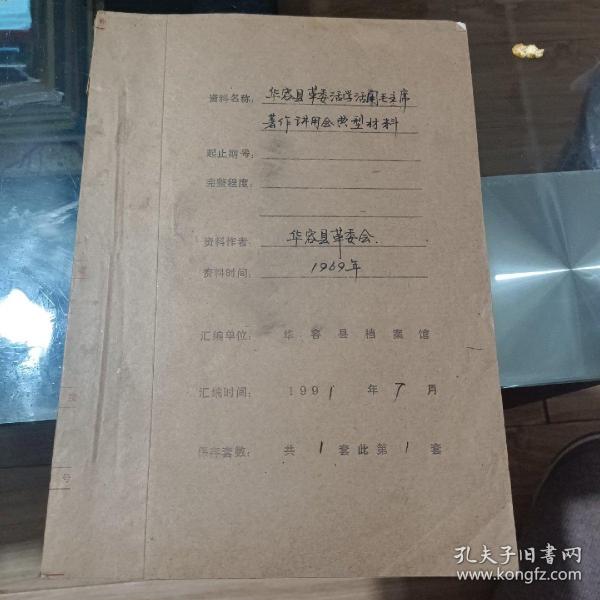 资料名称：华容县革委活学活用毛主席
著作讲用会典型材料
起止期号：
完整程度：
资料作者 华容县革委会.
资料时间：1969年
汇编单位：华容县档案馆
汇编时间：1991年7月
保存套数：共1套此第1套
号
孔夫子旧书网
www.kongfz.com